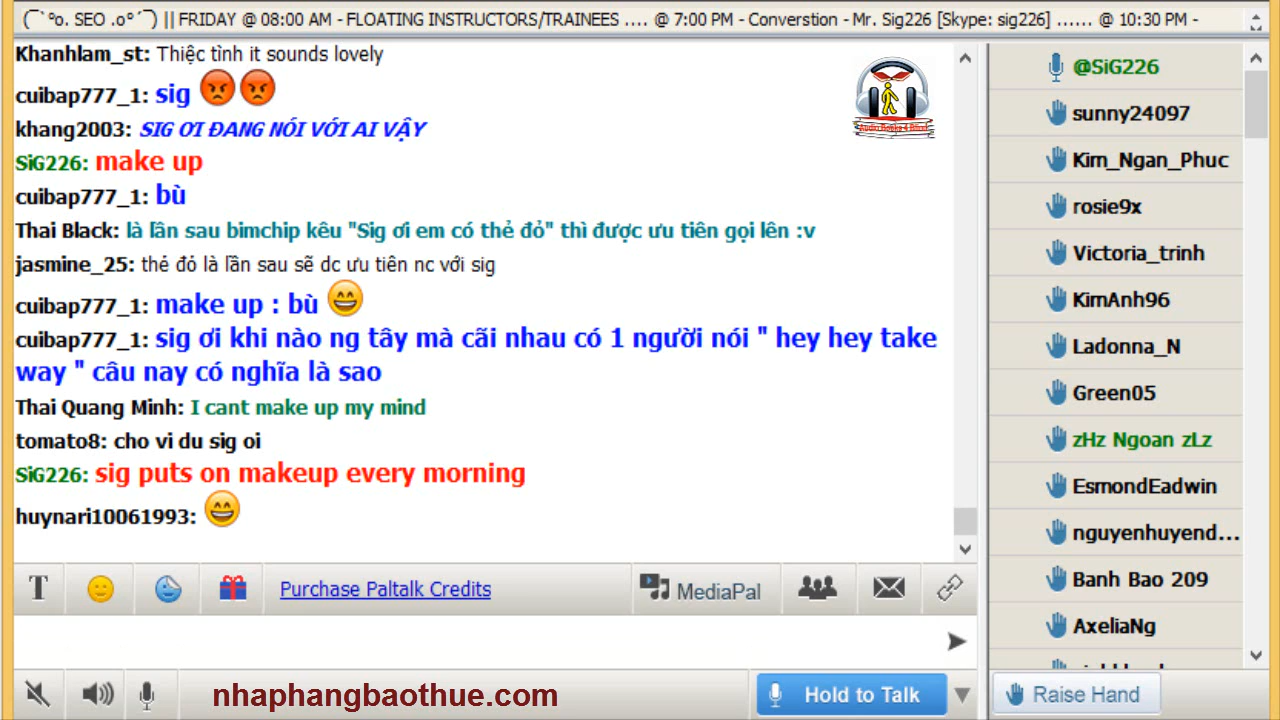 (¯`°o. SEO .o°´¯) || FRIDAY @ 08:00 AM - FLOATING INSTRUCTORS/TRAINEES .... @ 7:00 PM - Converstion - Mr. Sig226 [Skype: sig226] ...... @ 10:30 PM -
Khanhlam_st: Thiệc tình it sounds lovely
cuibap777_1: sig
khang2003: SIG ƠI ĐANG NÓI VỚI AI VẬY
SiG226: make up
cuibap777_1: bù
Thai Black: là lần sau bimchip kêu "Sig ơi em có thẻ đỏ" thì được ưu tiên gọi lên :v
jasmine_25: thẻ đỏ là lần sau sẽ dc ưu tiên nc với sig
cuibap777_1: make up : bù
cuibap777_1: sig ơi khi nào ng tây mà cãi nhau có 1 người nói " hey hey take
way " câu nay có nghĩa là sao
Thai Quang Minh: I cant make up my mind
tomato8: cho vi du sig oi
SiG226: sig puts on makeup every morning
huynari10061993:
Audio Books 4 Blind
@SiG226
sunny24097
Kim_Ngan_Phuc
rosie9x
Victoria_trinh
KimAnh96
Ladonna_N
Green05
zHz Ngoan zLz
EsmondEadwin
nguyenhuyend...
Banh Bao 209
AxeliaNg
T
Purchase Paltalk Credits
MediaPal
nhaphangbaothue.com
Hold to Talk
Raise Hand